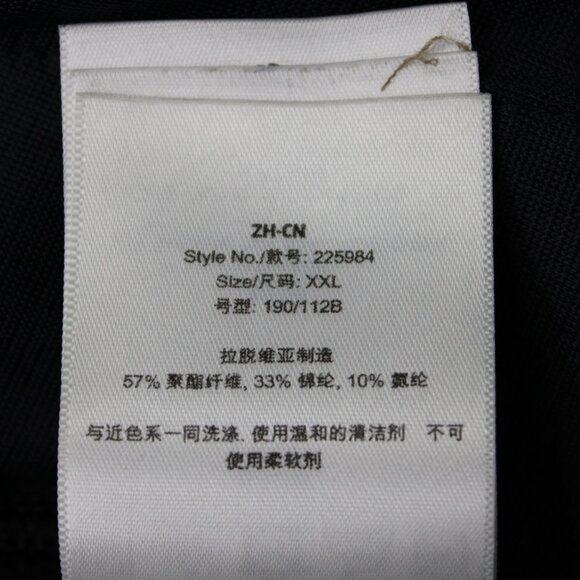 ZH-CN
Style No./款号: 225984
Size/尺码: XXL
号型: 190/112B
拉脱维亚制造
57% 聚酯纤维, 33% 锦纶, 10% 氨纶
与近色系一同洗涤、使用温和的清洁剂 不可
使用柔软剂